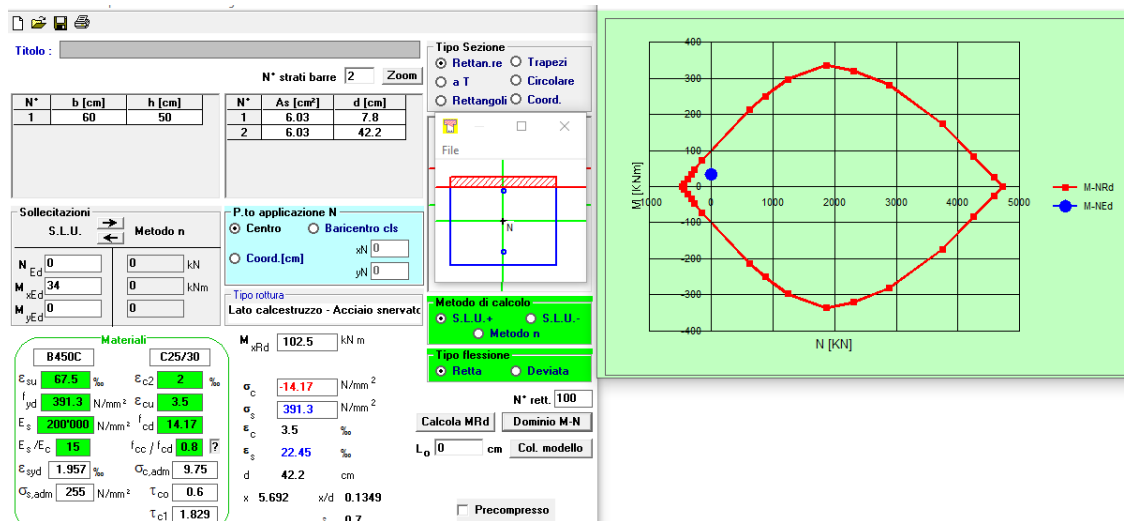 Titolo :
N° strati barre 2 Zoom
N° b [cm] h [cm]
1 60 50
N° As [cm²] d [cm]
1 6.03 7.8
2 6.03 42.2
Tipo Sezione
Rettan.re Trapezi
a T Circolare
Rettangoli Coord.
File
N
Sollecitazioni
S.L.U. Metodo n
N Ed 0 0 kN
M xEd 34 0 kNm
M yEd 0 0
P.to applicazione N
Centro Baricentro cls
Coord.[cm] xN 0
yN 0
Tipo rottura
Lato calcestruzzo - Acciaio snervato
Metodo di calcolo
S.L.U.+ S.L.U.-
Metodo n
Tipo flessione
Retta Deviata
N° rett. 100
Calcola MRd Dominio M-N
L o 0 cm Col. modello
Precompresso
Materiali
B450C C25/30
ε su 67.5 ‰ ε c2 2 ‰
f yd 391.3 N/mm² ε cu 3.5
E s 200'000 N/mm² f cd 14.17
E s /E c 15 f cc / f cd 0.8 ?
ε syd 1.957 ‰ σ c,adm 9.75
σ s,adm 255 N/mm² τ co 0.6
τ c1 1.829
M xRd 102.5 kN m
σ c -14.17 N/mm²
σ s 391.3 N/mm²
ε c 3.5 ‰
ε s 22.45 ‰
d 42.2 cm
x 5.692 x/d 0.1349
0.7
400
300
200
100
0
-100
-200
-300
-400
M [KNm]
-1000 0 1000 2000 3000 4000 5000
N [KN]
M-NRd
M-NEd